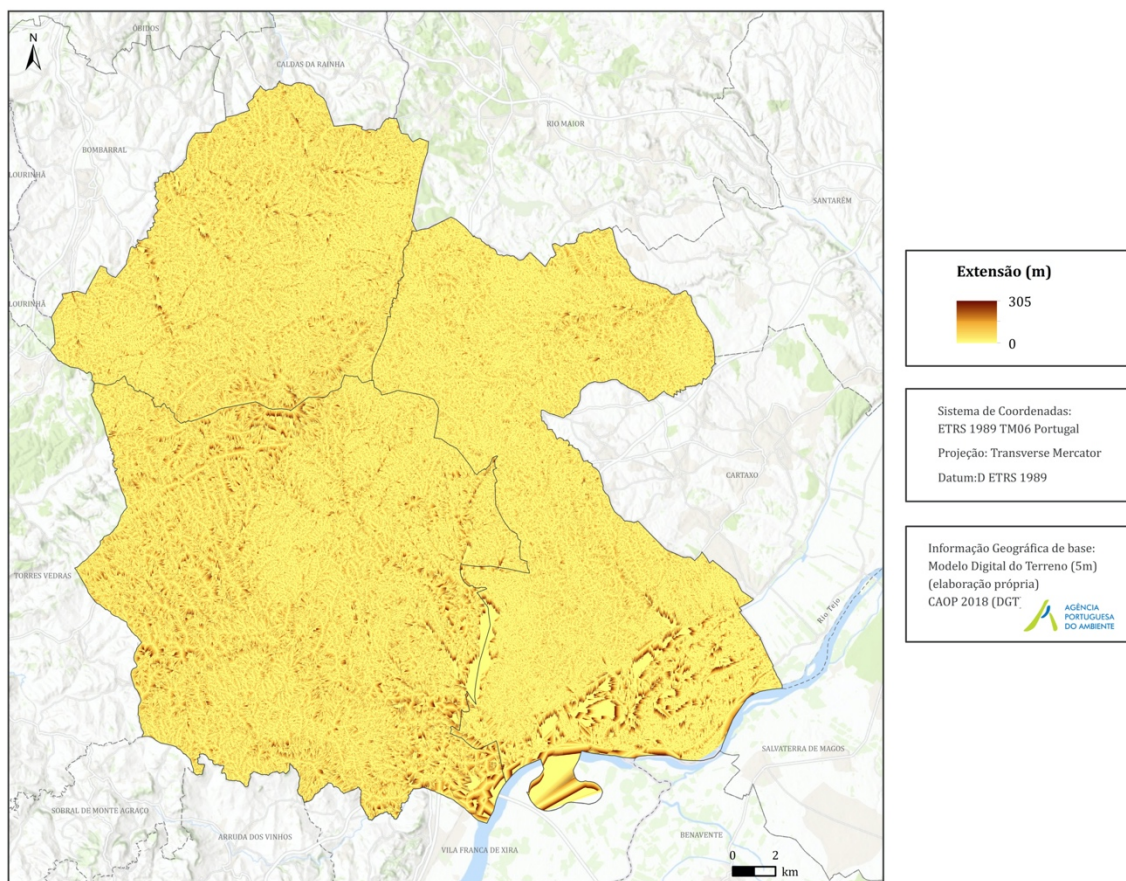 N
ÓBIDOS
CALDAS DA RAINHA
RIO MAIOR
BOMBARRAL
LOURINHÃ
SANTARÉM
LOURINHÃ
CARTAXO
TORRES VEDRAS
Rio Tejo
SALVATERRA DE MAGOS
SOBRAL DE MONTE AGRAÇO
ARRUDA DOS VINHOS
VILA FRANCA DE XIRA
BENAVENTE
0 2
km
Extensão (m)
305
0
Sistema de Coordenadas:
ETRS 1989 TM06 Portugal
Projeção: Transverse Mercator
Datum:D ETRS 1989
Informação Geográfica de base:
Modelo Digital do Terreno (5m)
(elaboração própria)
CAOP 2018 (DGT
AGÊNCIA
PORTUGUESA
DO AMBIENTE